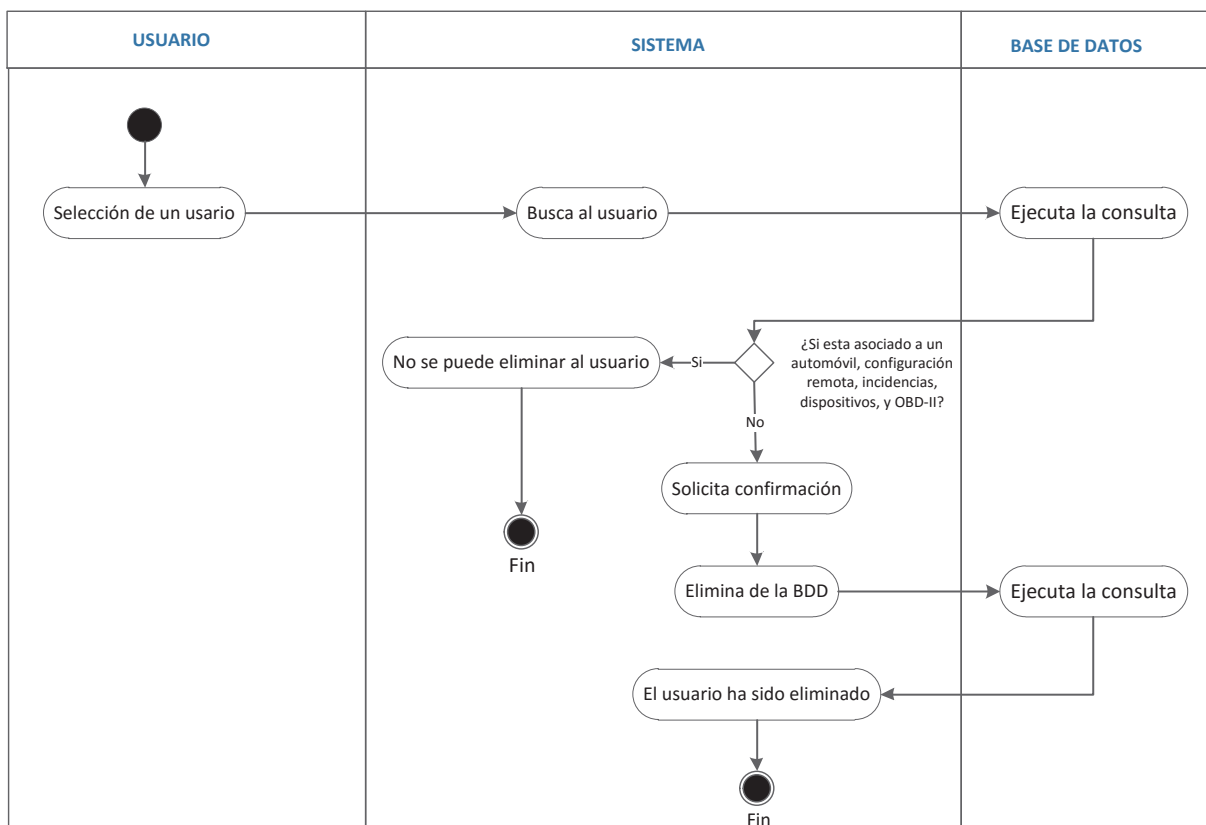 USUARIO
SISTEMA
BASE DE DATOS
Selección de un usario
Busca al usuario
Ejecuta la consulta
¿Si esta asociado a un
automóvil, configuración
remota, incidencias,
dispositivos, y OBD-II?
Si
No se puede eliminar al usuario
No
Solicita confirmación
Fin
Elimina de la BDD
Ejecuta la consulta
El usuario ha sido eliminado
Fin